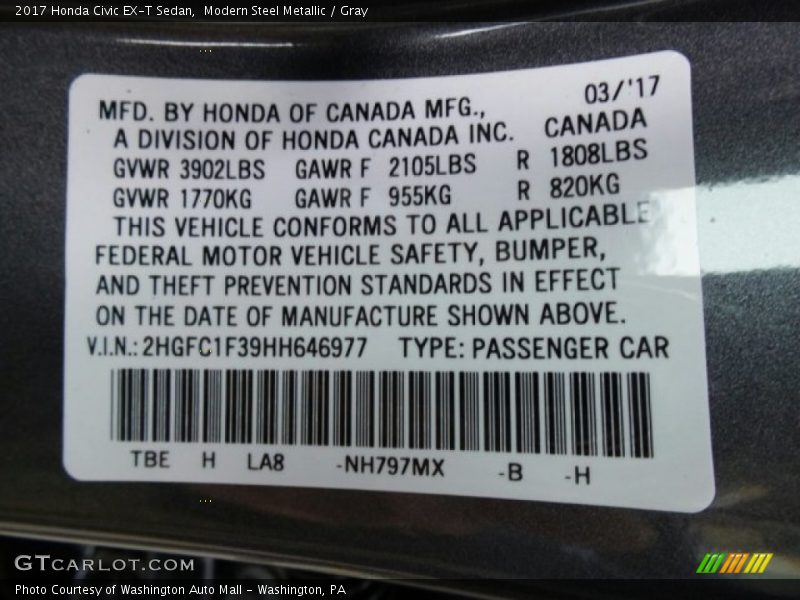 2017 Honda Civic EX-T Sedan,  Modern Steel Metallic / Gray
03/'17
MFD. BY HONDA OF CANADA MFG.,
A DIVISION OF HONDA CANADA INC. CANADA
GVWR 3902LBS GAWR F 2105LBS R 1808LBS
GVWR 1770KG GAWR F 955KG R 820KG
THIS VEHICLE CONFORMS TO ALL APPLICABLE
FEDERAL MOTOR VEHICLE SAFETY, BUMPER,
AND THEFT PREVENTION STANDARDS IN EFFECT
ON THE DATE OF MANUFACTURE SHOWN ABOVE.
V.I.N.: 2HGFC1F39HH646977 TYPE: PASSENGER CAR
TBE H LA8 -NH797MX -B -H
GTcarlot.com
Photo Courtesy of Washington Auto Mall - Washington, PA